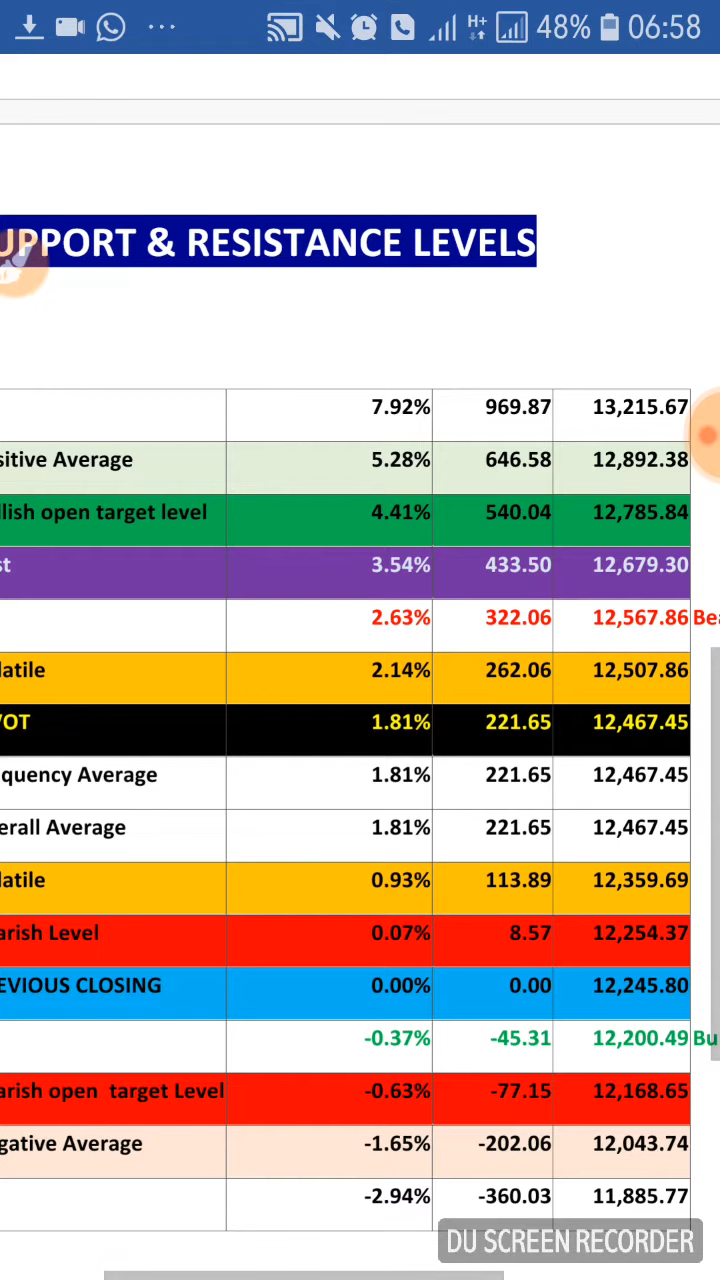 48% 06:58
UPPORT & RESISTANCE LEVELS
7.92% 969.87 13,215.67
sitive Average 5.28% 646.58 12,892.38
lish open target level 4.41% 540.04 12,785.84
st 3.54% 433.50 12,679.30
2.63% 322.06 12,567.86 Bea
latile 2.14% 262.06 12,507.86
VOT 1.81% 221.65 12,467.45
quency Average 1.81% 221.65 12,467.45
erall Average 1.81% 221.65 12,467.45
latile 0.93% 113.89 12,359.69
arish Level 0.07% 8.57 12,254.37
EVIOUS CLOSING 0.00% 0.00 12,245.80
-0.37% -45.31 12,200.49 Bu
arish open target Level -0.63% -77.15 12,168.65
gative Average -1.65% -202.06 12,043.74
-2.94% -360.03 11,885.77
DU SCREEN RECORDER